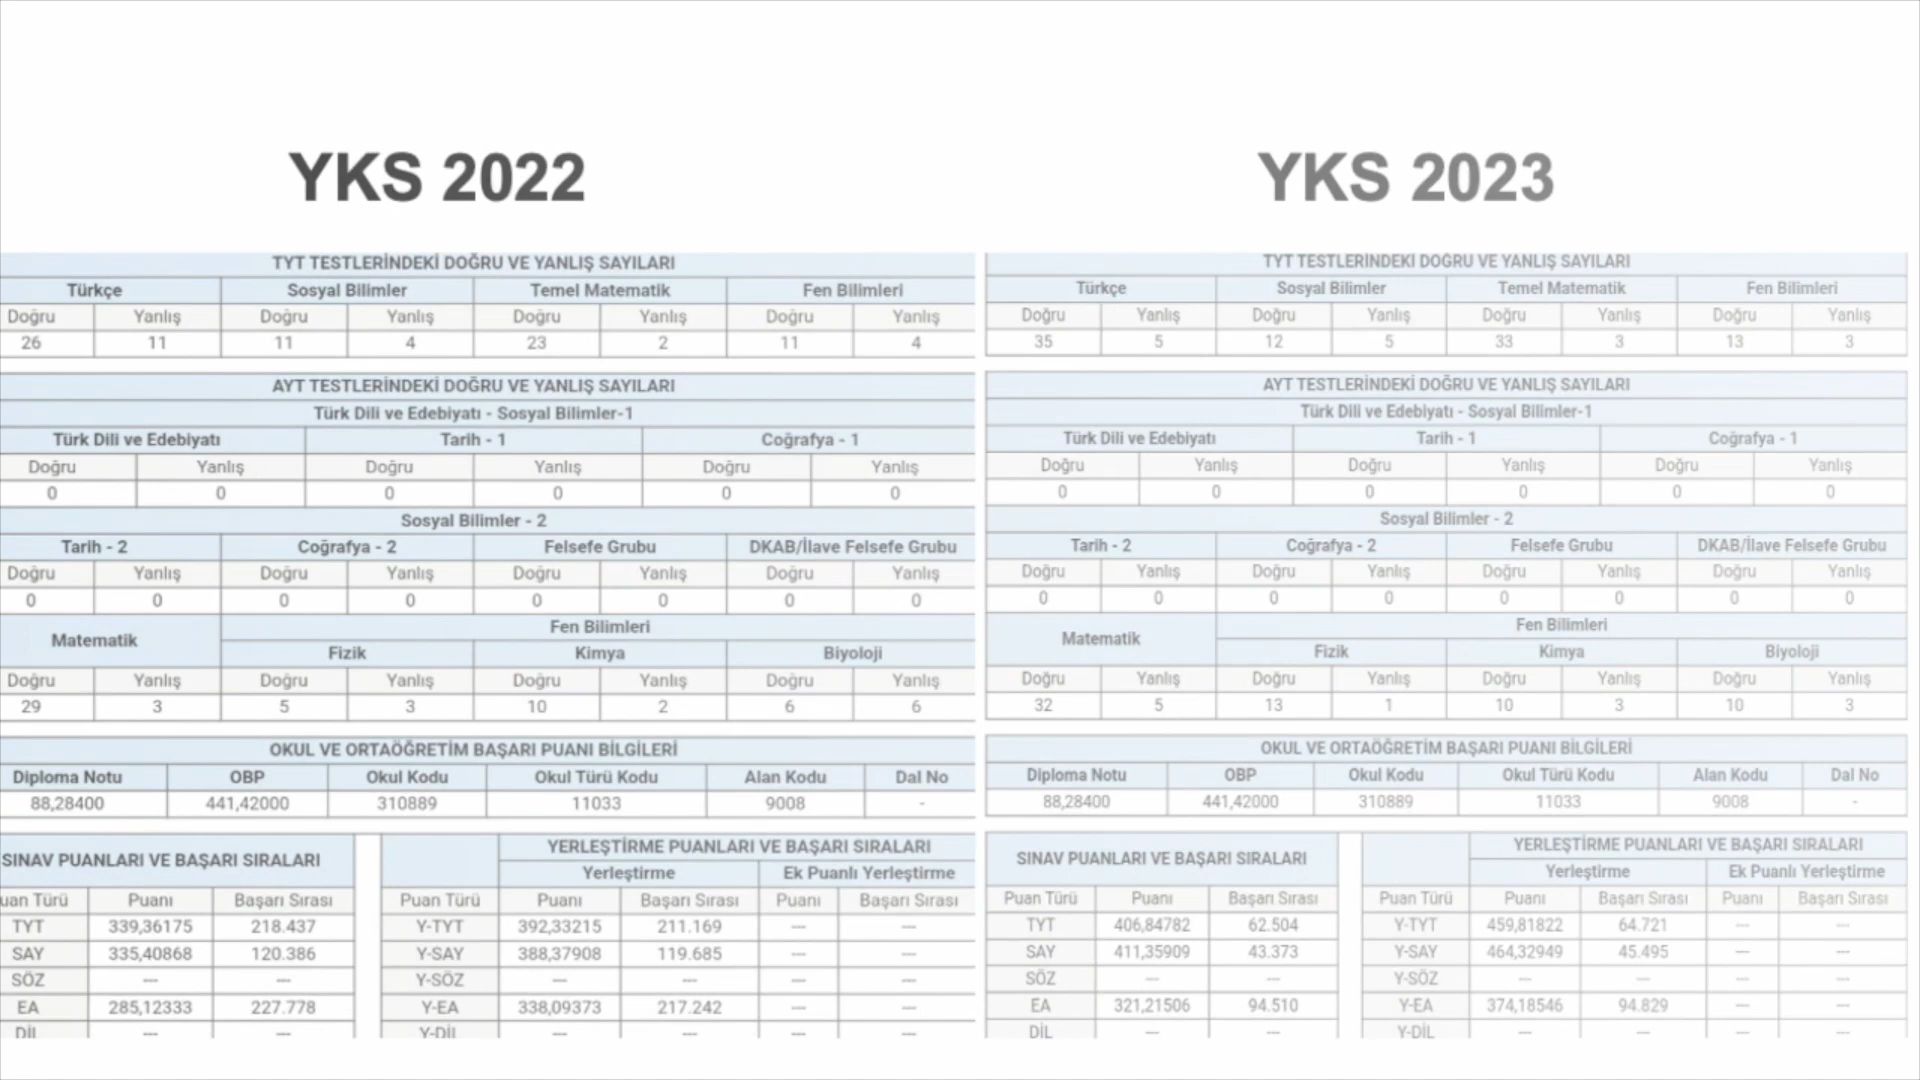 YKS 2022
TYT TESTLERİNDEKİ DOĞRU VE YANLIŞ SAYILARI
Türkçe Sosyal Bilimler Temel Matematik Fen Bilimleri
Doğru Yanlış Doğru Yanlış Doğru Yanlış Doğru Yanlış
26 11 11 4 23 2 11 4
AYT TESTLERİNDEKİ DOĞRU VE YANLIŞ SAYILARI
Türk Dili ve Edebiyatı - Sosyal Bilimler-1
Türk Dili ve Edebiyatı Tarih - 1 Coğrafya - 1
Doğru Yanlış Doğru Yanlış Doğru Yanlış
0 0 0 0 0 0
Sosyal Bilimler - 2
Tarih - 2 Coğrafya - 2 Felsefe Grubu DKAB/İlave Felsefe Grubu
Doğru Yanlış Doğru Yanlış Doğru Yanlış Doğru Yanlış
0 0 0 0 0 0 0 0
Matematik Fen Bilimleri
Fizik Kimya Biyoloji
Doğru Yanlış Doğru Yanlış Doğru Yanlış Doğru Yanlış
29 3 5 3 10 2 6 6
OKUL VE ORTAÖĞRETİM BAŞARI PUANI BİLGİLERİ
Diploma Notu OBP Okul Kodu Okul Türü Kodu Alan Kodu Dal No
88,28400 441,42000 310889 11033 9008 -
SINAV PUANLARI VE BAŞARI SIRALARI
uan Türü Puanı Başarı Sırası
TYT 339,36175 218.437
SAY 335,40868 120.386
SÖZ --- ---
EA 285,12333 227.778
DİL --- ---
YERLEŞTİRME PUANLARI VE BAŞARI SIRALARI
Yerleştirme Ek Puanlı Yerleştirme
Puan Türü Puanı Başarı Sırası Puanı Başarı Sırası
Y-TYT 392,33215 211.169 --- ---
Y-SAY 388,37908 119.685 --- ---
Y-SÖZ --- --- --- ---
Y-EA 338,09373 217.242 --- ---
Y-DİL --- --- --- ---
YKS 2023
TYT TESTLERİNDEKİ DOĞRU VE YANLIŞ SAYILARI
Türkçe Sosyal Bilimler Temel Matematik Fen Bilimleri
Doğru Yanlış Doğru Yanlış Doğru Yanlış Doğru Yanlış
35 5 12 5 33 3 13 3
AYT TESTLERİNDEKİ DOĞRU VE YANLIŞ SAYILARI
Türk Dili ve Edebiyatı - Sosyal Bilimler-1
Türk Dili ve Edebiyatı Tarih - 1 Coğrafya - 1
Doğru Yanlış Doğru Yanlış Doğru Yanlış
0 0 0 0 0 0
Sosyal Bilimler - 2
Tarih - 2 Coğrafya - 2 Felsefe Grubu DKAB/İlave Felsefe Grubu
Doğru Yanlış Doğru Yanlış Doğru Yanlış Doğru Yanlış
0 0 0 0 0 0 0 0
Matematik Fen Bilimleri
Fizik Kimya Biyoloji
Doğru Yanlış Doğru Yanlış Doğru Yanlış Doğru Yanlış
32 5 13 1 10 3 10 3
OKUL VE ORTAÖĞRETİM BAŞARI PUANI BİLGİLERİ
Diploma Notu OBP Okul Kodu Okul Türü Kodu Alan Kodu Dal No
88,28400 441,42000 310889 11033 9008 -
SINAV PUANLARI VE BAŞARI SIRALARI
Puan Türü Puanı Başarı Sırası
TYT 406,84782 62.504
SAY 411,35909 43.373
SÖZ --- ---
EA 321,21506 94.510
DİL --- ---
YERLEŞTİRME PUANLARI VE BAŞARI SIRALARI
Yerleştirme Ek Puanlı Yerleştirme
Puan Türü Puanı Başarı Sırası Puanı Başarı Sırası
Y-TYT 459,81822 64.721 --- ---
Y-SAY 464,32949 45.495 --- ---
Y-SÖZ --- --- --- ---
Y-EA 374,18546 94.829 --- ---
Y-DİL --- --- --- ---